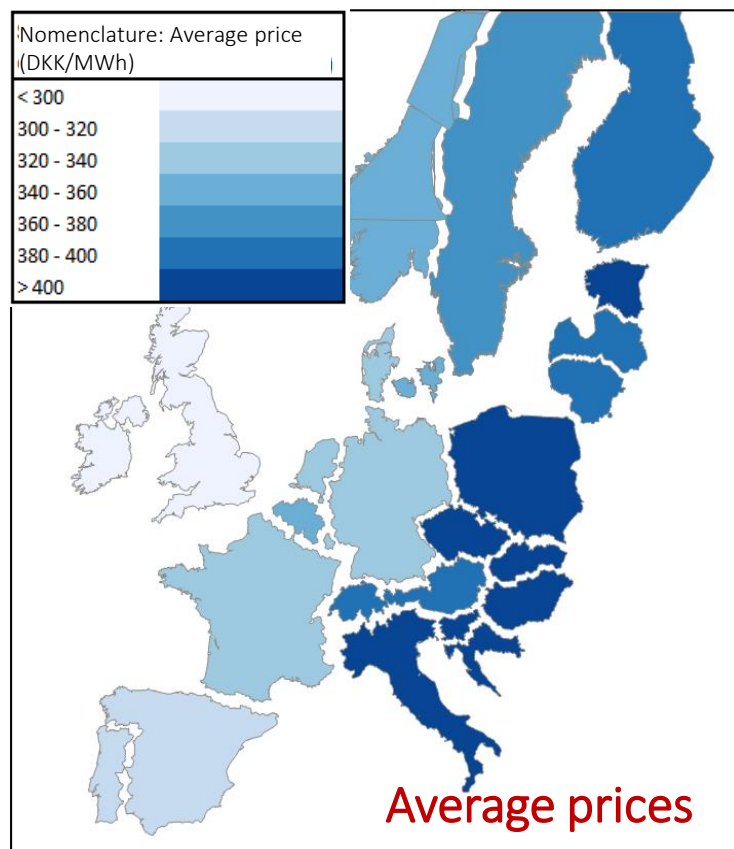 Nomenclature: Average price
(DKK/MWh)
< 300
300 - 320
320 - 340
340 - 360
360 - 380
380 - 400
> 400
Average prices